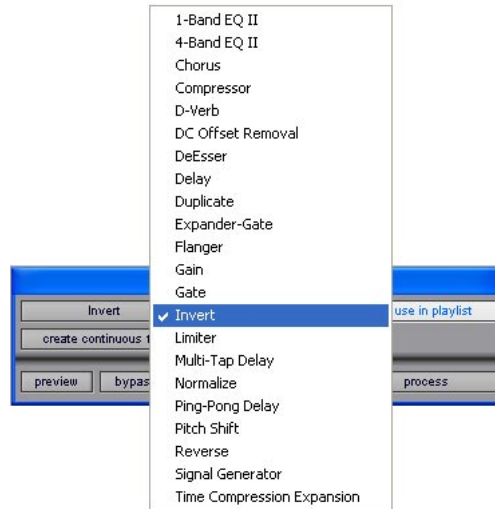 1-Band EQ II
4-Band EQ II
Chorus
Compressor
D-Verb
DC Offset Removal
DeEsser
Delay
Duplicate
Expander-Gate
Flanger
Gain
Gate
Invert
✓ Invert
use in playlist
create continuous
Limiter
Multi-Tap Delay
preview
bypas
Normalize
process
Ping-Pong Delay
Pitch Shift
Reverse
Signal Generator
Time Compression Expansion